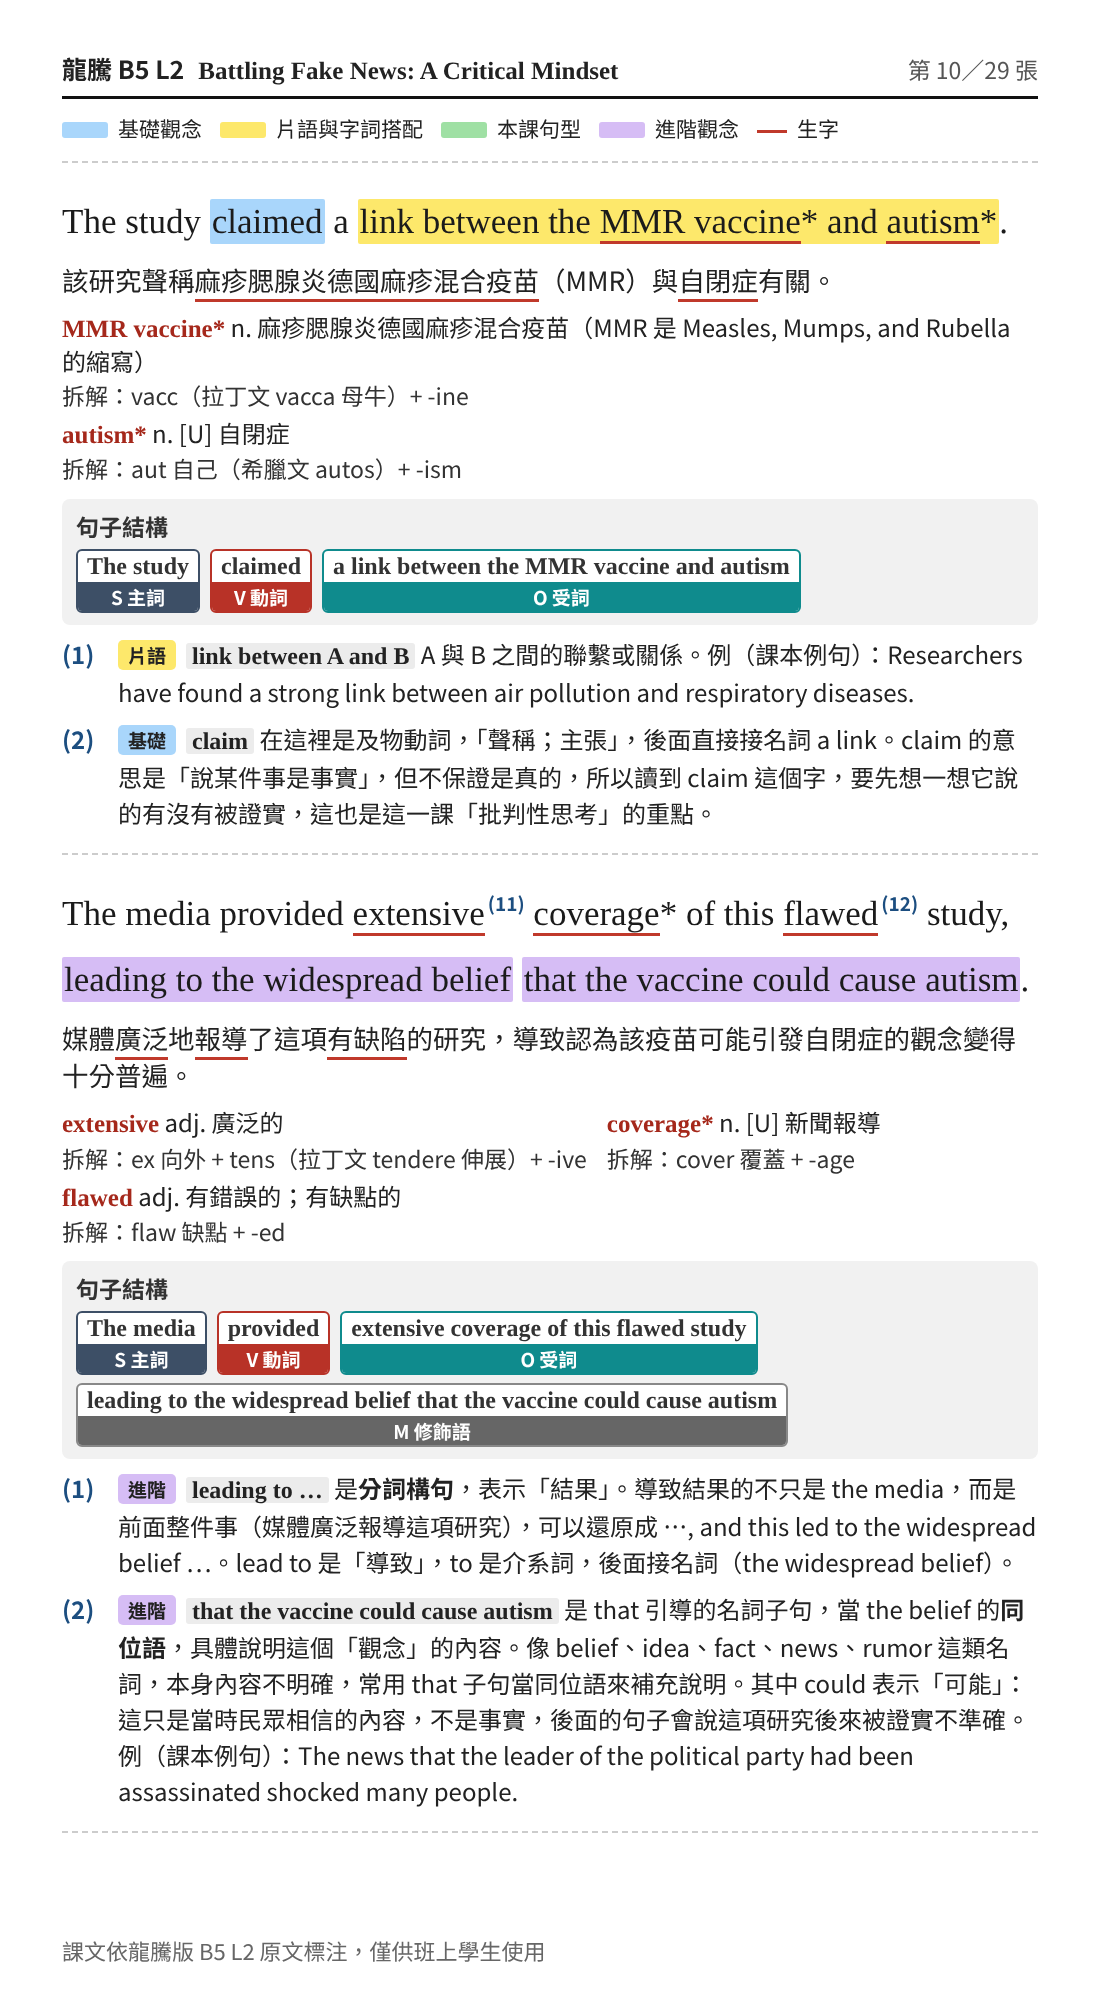 龍騰 B5 L2 Battling Fake News: A Critical Mindset 第 10／29 張
基礎觀念 片語與字詞搭配 本課句型 進階觀念 生字
The study claimed a link between the MMR vaccine* and autism*.
該研究聲稱麻疹腮腺炎德國麻疹混合疫苗（MMR）與自閉症有關。
MMR vaccine* n. 麻疹腮腺炎德國麻疹混合疫苗（MMR 是 Measles, Mumps, and Rubella
的縮寫）
拆解：vacc（拉丁文 vacca 母牛）+ -ine
autism* n. [U] 自閉症
拆解：aut 自己（希臘文 autos）+ -ism
句子結構
The study claimed a link between the MMR vaccine and autism
S 主詞 V 動詞 O 受詞
(1) 片語 link between A and B A 與 B 之間的聯繫或關係。例（課本例句）：Researchers
have found a strong link between air pollution and respiratory diseases.
(2) 基礎 claim 在這裡是及物動詞，「聲稱；主張」，後面直接接名詞 a link。claim 的意
思是「說某件事是事實」，但不保證是真的，所以讀到 claim 這個字，要先想一想它說
的有沒有被證實，這也是這一課「批判性思考」的重點。
The media provided extensive(11) coverage* of this flawed(12) study,
leading to the widespread belief that the vaccine could cause autism.
媒體廣泛地報導了這項有缺陷的研究，導致認為該疫苗可能引發自閉症的觀念變得
十分普遍。
extensive adj. 廣泛的 coverage* n. [U] 新聞報導
拆解：ex 向外 + tens（拉丁文 tendere 伸展）+ -ive 拆解：cover 覆蓋 + -age
flawed adj. 有錯誤的；有缺點的
拆解：flaw 缺點 + -ed
句子結構
The media provided extensive coverage of this flawed study
S 主詞 V 動詞 O 受詞
leading to the widespread belief that the vaccine could cause autism
M 修飾語
(1) 進階 leading to … 是分詞構句，表示「結果」。導致結果的不只是 the media，而是
前面整件事（媒體廣泛報導這項研究），可以還原成 …, and this led to the widespread
belief …。lead to 是「導致」，to 是介系詞，後面接名詞（the widespread belief）。
(2) 進階 that the vaccine could cause autism 是 that 引導的名詞子句，當 the belief 的同
位語，具體說明這個「觀念」的內容。像 belief、idea、fact、news、rumor 這類名
詞，本身內容不明確，常用 that 子句當同位語來補充說明。其中 could 表示「可能」：
這只是當時民眾相信的內容，不是事實，後面的句子會說這項研究後來被證實不準確。
例（課本例句）：The news that the leader of the political party had been
assassinated shocked many people.
課文依龍騰版 B5 L2 原文標注，僅供班上學生使用